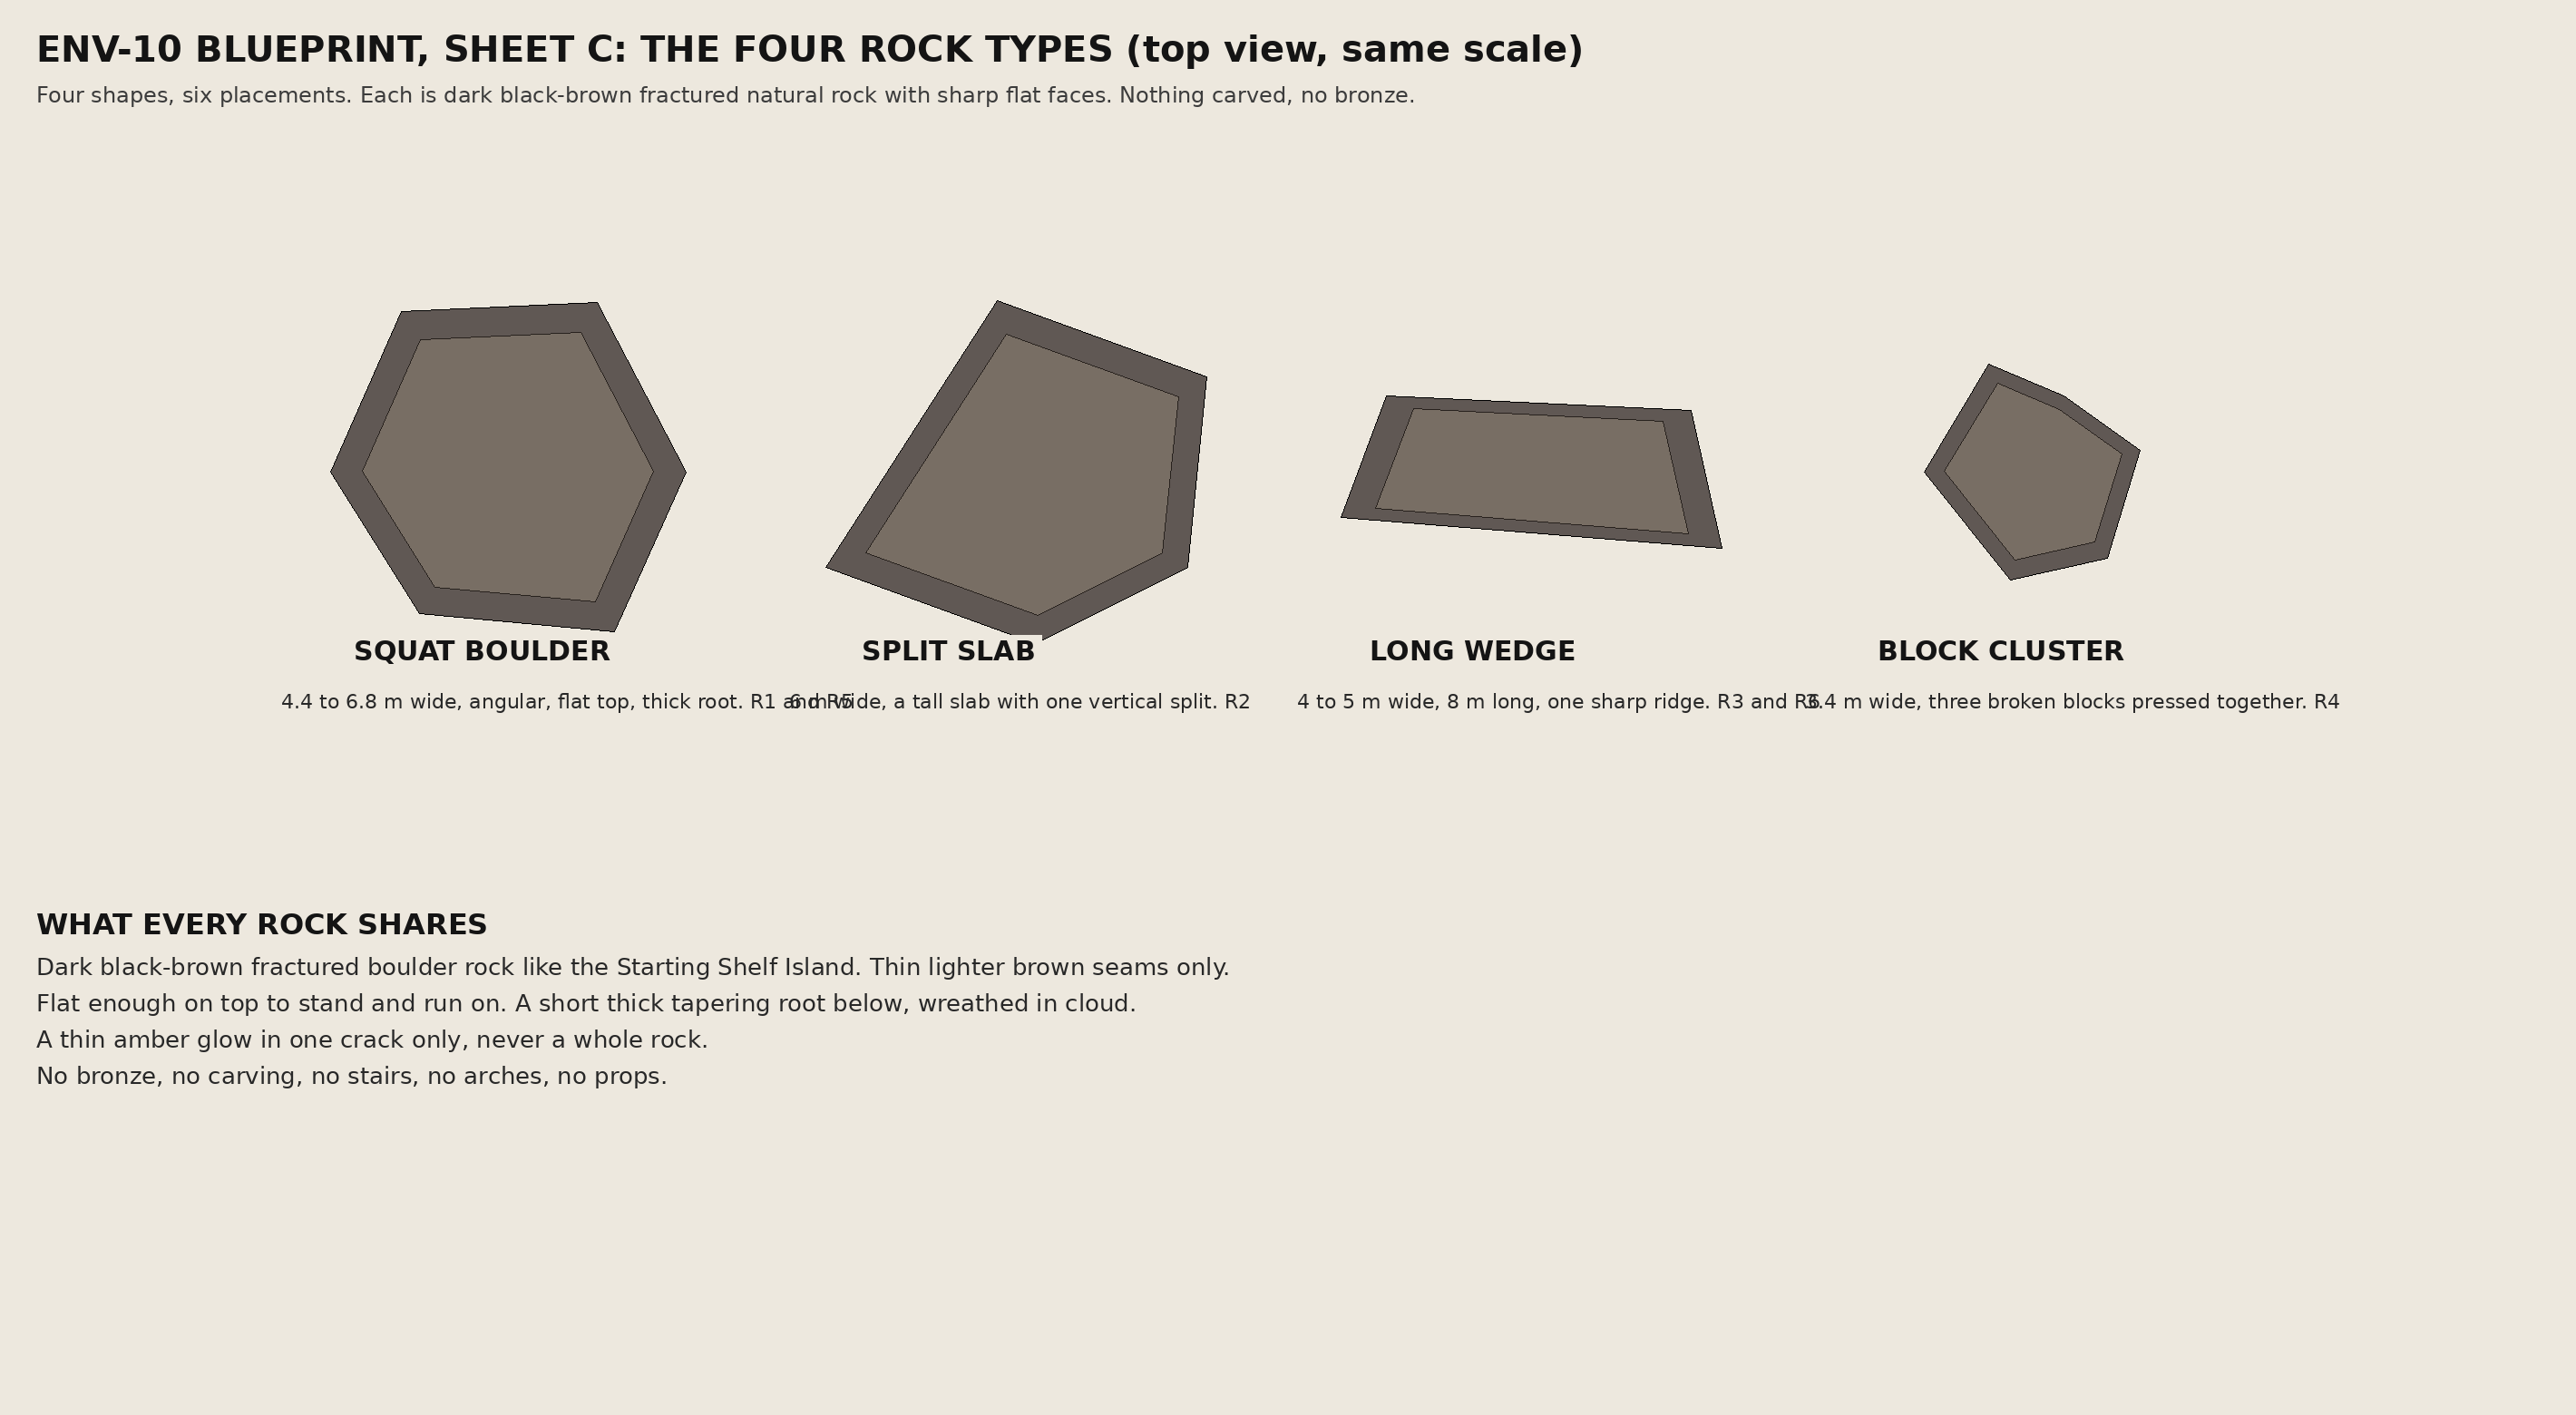 ENV-10 BLUEPRINT, SHEET C: THE FOUR ROCK TYPES (top view, same scale)
Four shapes, six placements. Each is dark black-brown fractured natural rock with sharp flat faces. Nothing carved, no bronze.
SQUAT BOULDER
SPLIT SLAB
LONG WEDGE
BLOCK CLUSTER
4.4 to 6.8 m wide, angular, flat top, thick root. R1 and R5
6 m wide, a tall slab with one vertical split. R2
4 to 5 m wide, 8 m long, one sharp ridge. R3 and R6
3.4 m wide, three broken blocks pressed together. R4
WHAT EVERY ROCK SHARES
Dark black-brown fractured boulder rock like the Starting Shelf Island. Thin lighter brown seams only.
Flat enough on top to stand and run on. A short thick tapering root below, wreathed in cloud.
A thin amber glow in one crack only, never a whole rock.
No bronze, no carving, no stairs, no arches, no props.